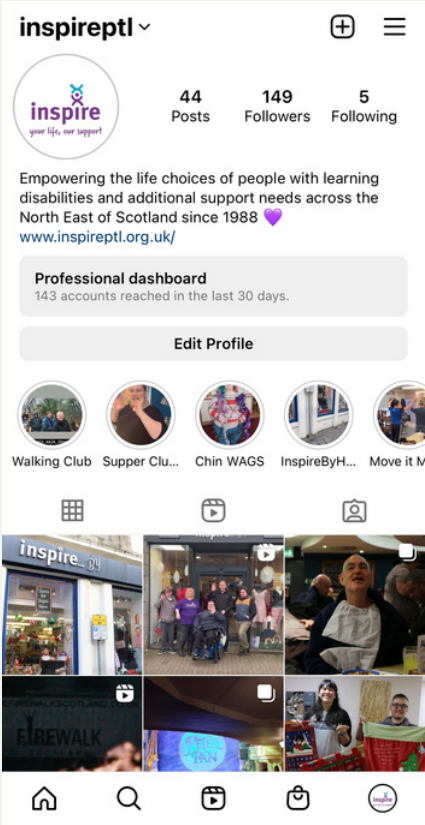 inspireptl
inspire
your life, our support
44
Posts
149
Followers
5
Following
Empowering the life choices of people with learning
disabilities and additional support needs across the
North East of Scotland since 1988 💜
www.inspireptl.org.uk/
Professional dashboard
143 accounts reached in the last 30 days.
Edit Profile
Walking Club
Supper Clu...
Chin WAGS
InspireByH...
Move it M
inspire...
inspire
FIREWALK
PAN
inspire